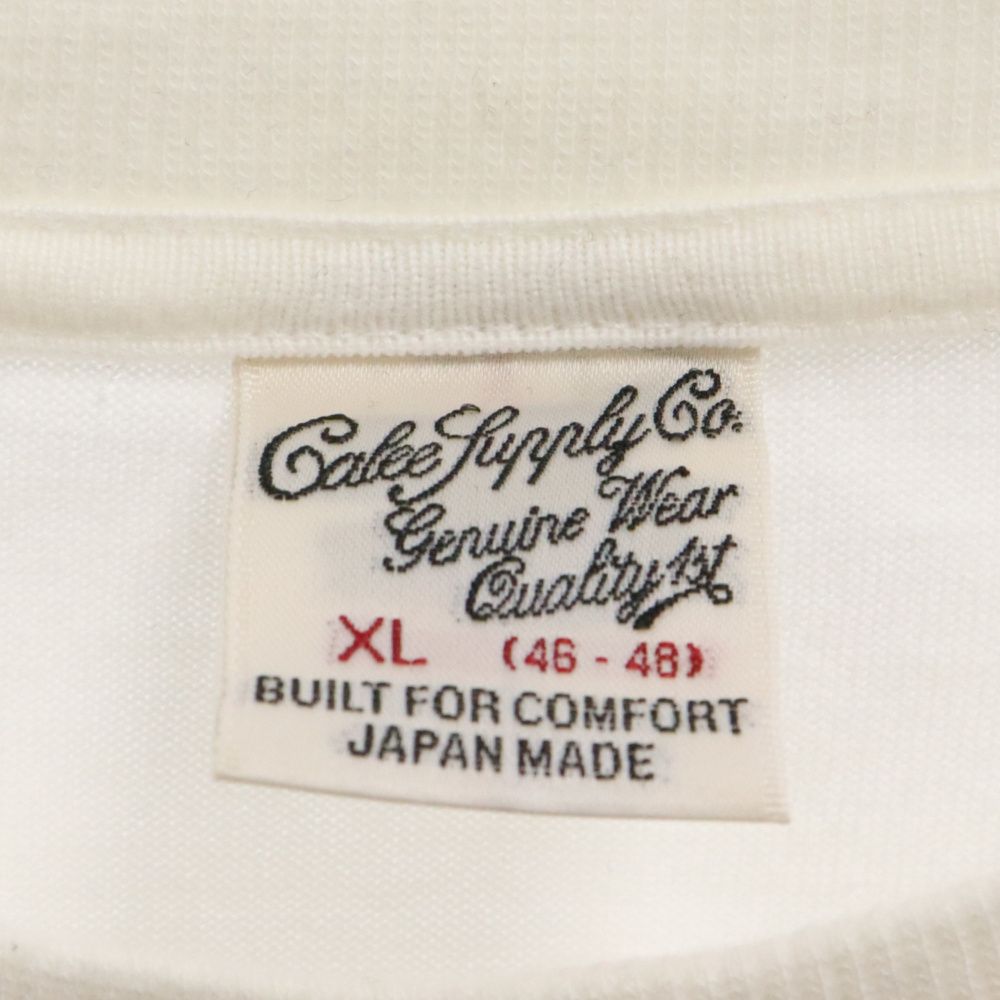 Calee Supply Co.
Genuine Wear
Quality 1st
XL (46 - 48)
BUILT FOR COMFORT
JAPAN MADE